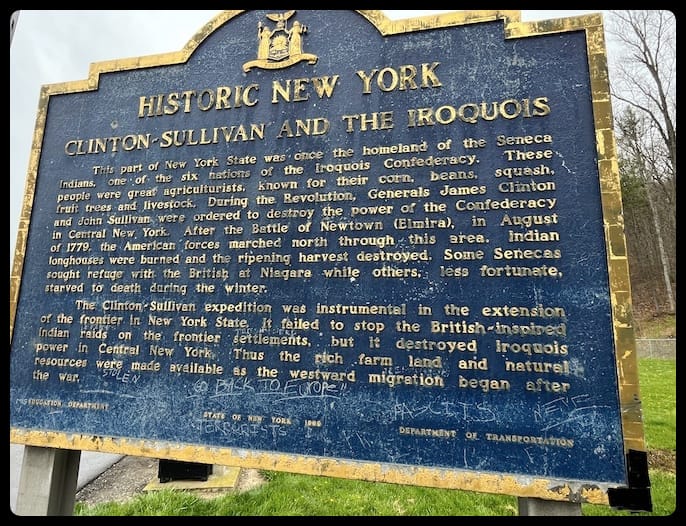 HISTORIC NEW YORK
CLINTON-SULLIVAN AND THE IROQUOIS
This part of New York State was once the homeland of the Seneca
Indians, one of the six nations of the Iroquois Confederacy. These
people were great agriculturists, known for their corn, beans, squash,
fruit trees and livestock. During the Revolution, Generals James Clinton
and John Sullivan were ordered to destroy the power of the Confederacy
in Central New York. After the Battle of Newtown (Elmira), in August
of 1779, the American forces marched north through this area. Indian
longhouses were burned and the ripening harvest destroyed. Some Senecas
sought refuge with the British at Niagara while others, less fortunate,
starved to death during the winter.
The Clinton-Sullivan expedition was instrumental in the extension
of the frontier in New York State. It failed to stop the British-inspired
Indian raids on the frontier settlements, but it destroyed Iroquois
power in Central New York. Thus the rich farm land and natural
resources were made available as the westward migration began after
the war.
STOLEN
GO BACK TO EUROPE"
EDUCATION DEPARTMENT
STATE OF NEW YORK
DEPARTMENT OF TRANSPORTATION
TERRORISTS